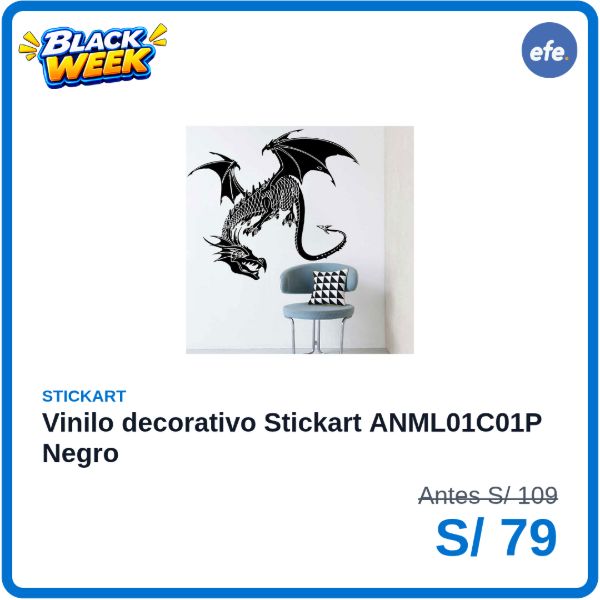 BLACK
WEEK
efe.
STICKART
Vinilo decorativo Stickart ANML01C01P
Negro
Antes S/ 109
S/ 79